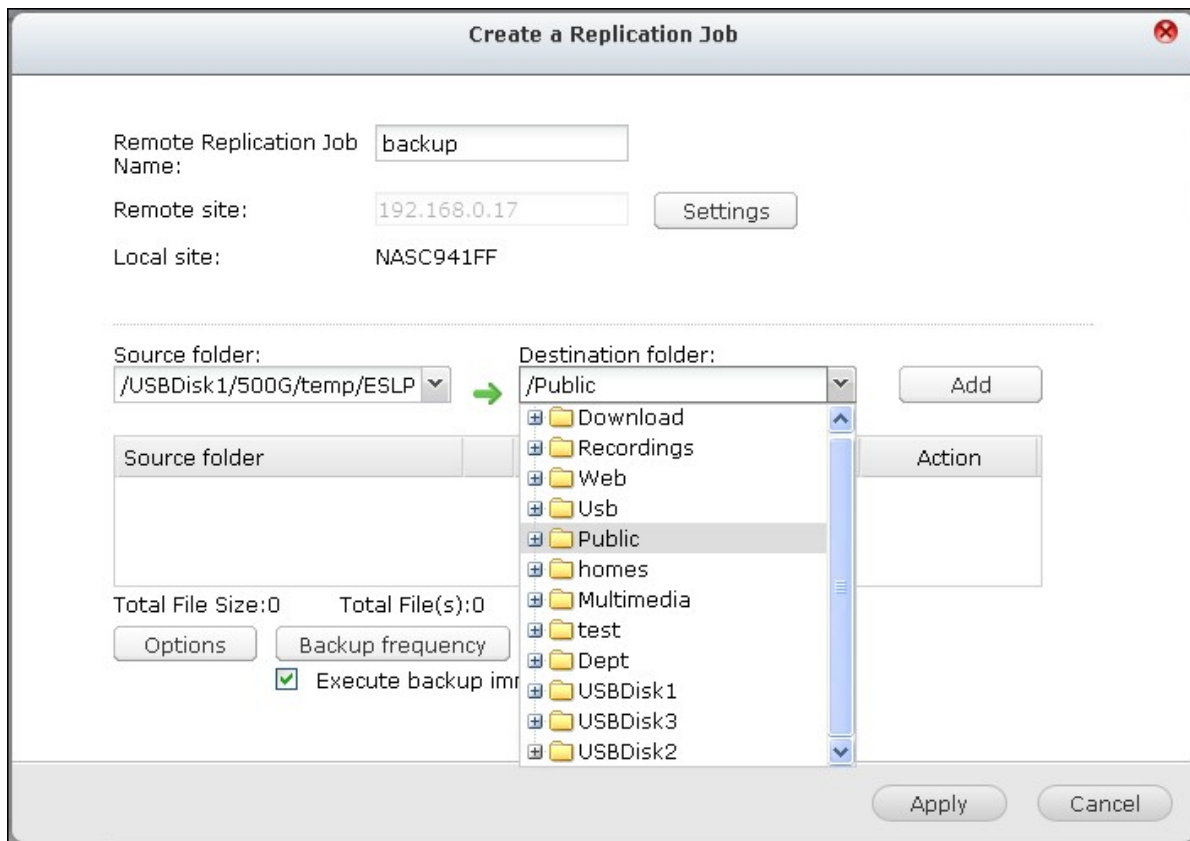 Create a Replication Job
Remote Replication Job Name:
backup
Remote site:
192.168.0.17
Settings
Local site:
NASC941FF
Source folder:
Destination folder:
/USBDisk1/500G/temp/ESLP
/Public
Add
Download
Recordings
Web
Usb
Public
homes
Multimedia
test
Dept
USBDisk1
USBDisk3
USBDisk2
Source folder
Action
Total File Size:0
Total File(s):0
Options
Backup frequency
Execute backup
Apply
Cancel